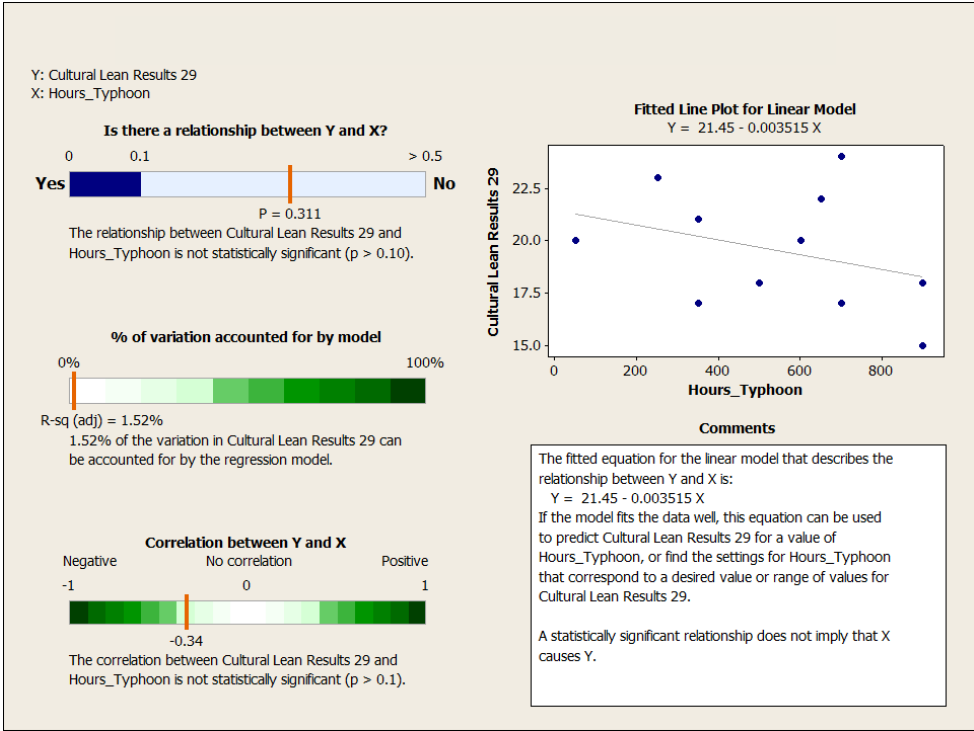 Y: Cultural Lean Results 29
X: Hours_Typhoon
Is there a relationship between Y and X?
0 0.1 > 0.5
Yes No
P = 0.311
The relationship between Cultural Lean Results 29 and
Hours_Typhoon is not statistically significant (p > 0.10).
% of variation accounted for by model
0% 100%
R-sq (adj) = 1.52%
1.52% of the variation in Cultural Lean Results 29 can
be accounted for by the regression model.
Correlation between Y and X
Negative No correlation Positive
-1 0 1
-0.34
The correlation between Cultural Lean Results 29 and
Hours_Typhoon is not statistically significant (p > 0.1).
Fitted Line Plot for Linear Model
Y = 21.45 - 0.003515 X
Cultural Lean Results 29
22.5
20.0
17.5
15.0
0 200 400 600 800
Hours_Typhoon
Comments
The fitted equation for the linear model that describes the
relationship between Y and X is:
Y = 21.45 - 0.003515 X
If the model fits the data well, this equation can be used
to predict Cultural Lean Results 29 for a value of
Hours_Typhoon, or find the settings for Hours_Typhoon
that correspond to a desired value or range of values for
Cultural Lean Results 29.
A statistically significant relationship does not imply that X
causes Y.